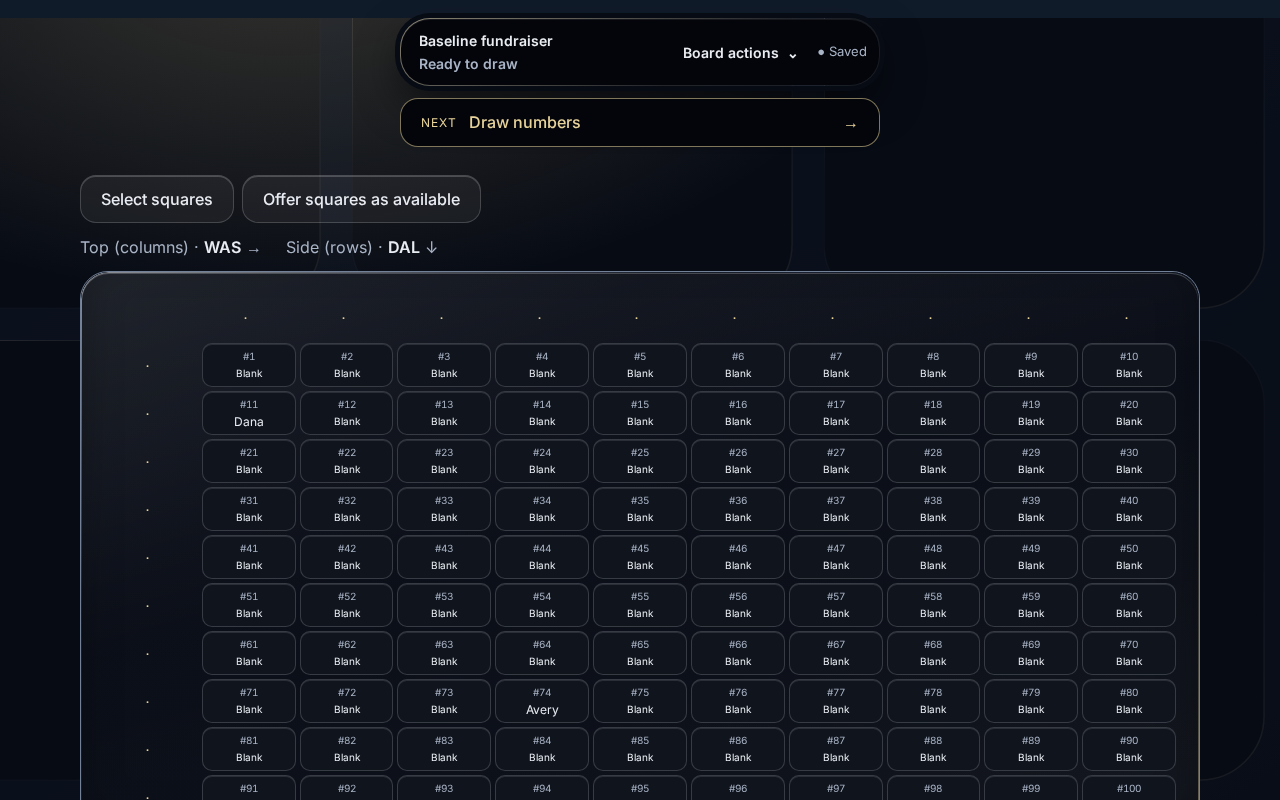 Baseline fundraiser
Ready to draw
Board actions ⌄
● Saved
NEXT Draw numbers →
Select squares
Offer squares as available
Top (columns) · WAS → Side (rows) · DAL ↓
· · · · · · · · · ·
#1 #2 #3 #4 #5 #6 #7 #8 #9 #10
· Blank Blank Blank Blank Blank Blank Blank Blank Blank Blank
#11 #12 #13 #14 #15 #16 #17 #18 #19 #20
· Dana Blank Blank Blank Blank Blank Blank Blank Blank Blank
#21 #22 #23 #24 #25 #26 #27 #28 #29 #30
· Blank Blank Blank Blank Blank Blank Blank Blank Blank Blank
#31 #32 #33 #34 #35 #36 #37 #38 #39 #40
· Blank Blank Blank Blank Blank Blank Blank Blank Blank Blank
#41 #42 #43 #44 #45 #46 #47 #48 #49 #50
· Blank Blank Blank Blank Blank Blank Blank Blank Blank Blank
#51 #52 #53 #54 #55 #56 #57 #58 #59 #60
· Blank Blank Blank Blank Blank Blank Blank Blank Blank Blank
#61 #62 #63 #64 #65 #66 #67 #68 #69 #70
· Blank Blank Blank Blank Blank Blank Blank Blank Blank Blank
#71 #72 #73 #74 #75 #76 #77 #78 #79 #80
· Blank Blank Blank Avery Blank Blank Blank Blank Blank Blank
#81 #82 #83 #84 #85 #86 #87 #88 #89 #90
· Blank Blank Blank Blank Blank Blank Blank Blank Blank Blank
#91 #92 #93 #94 #95 #96 #97 #98 #99 #100
·